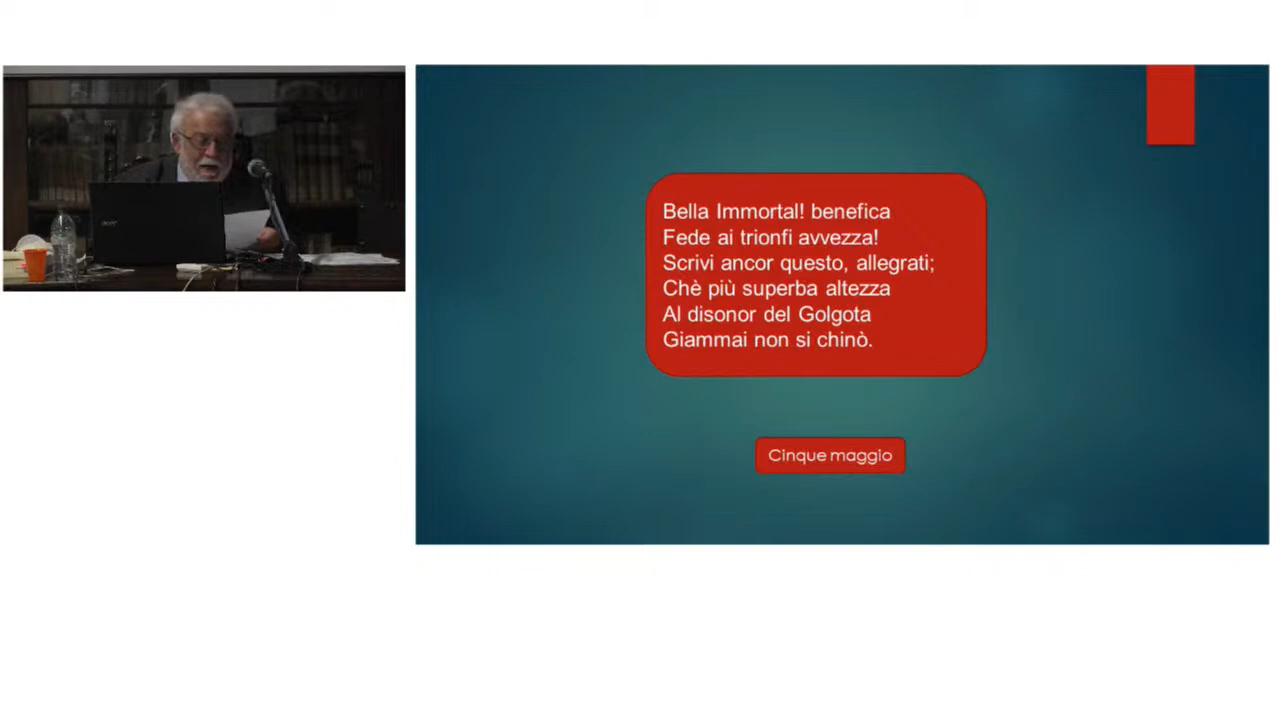 Bella Immortal! benefica
Fede ai trionfi avvezza!
Scrivi ancor questo, allegrati;
Chè più superba altezza
Al disonor del Golgota
Giammai non si chinò.
Cinque maggio
acer